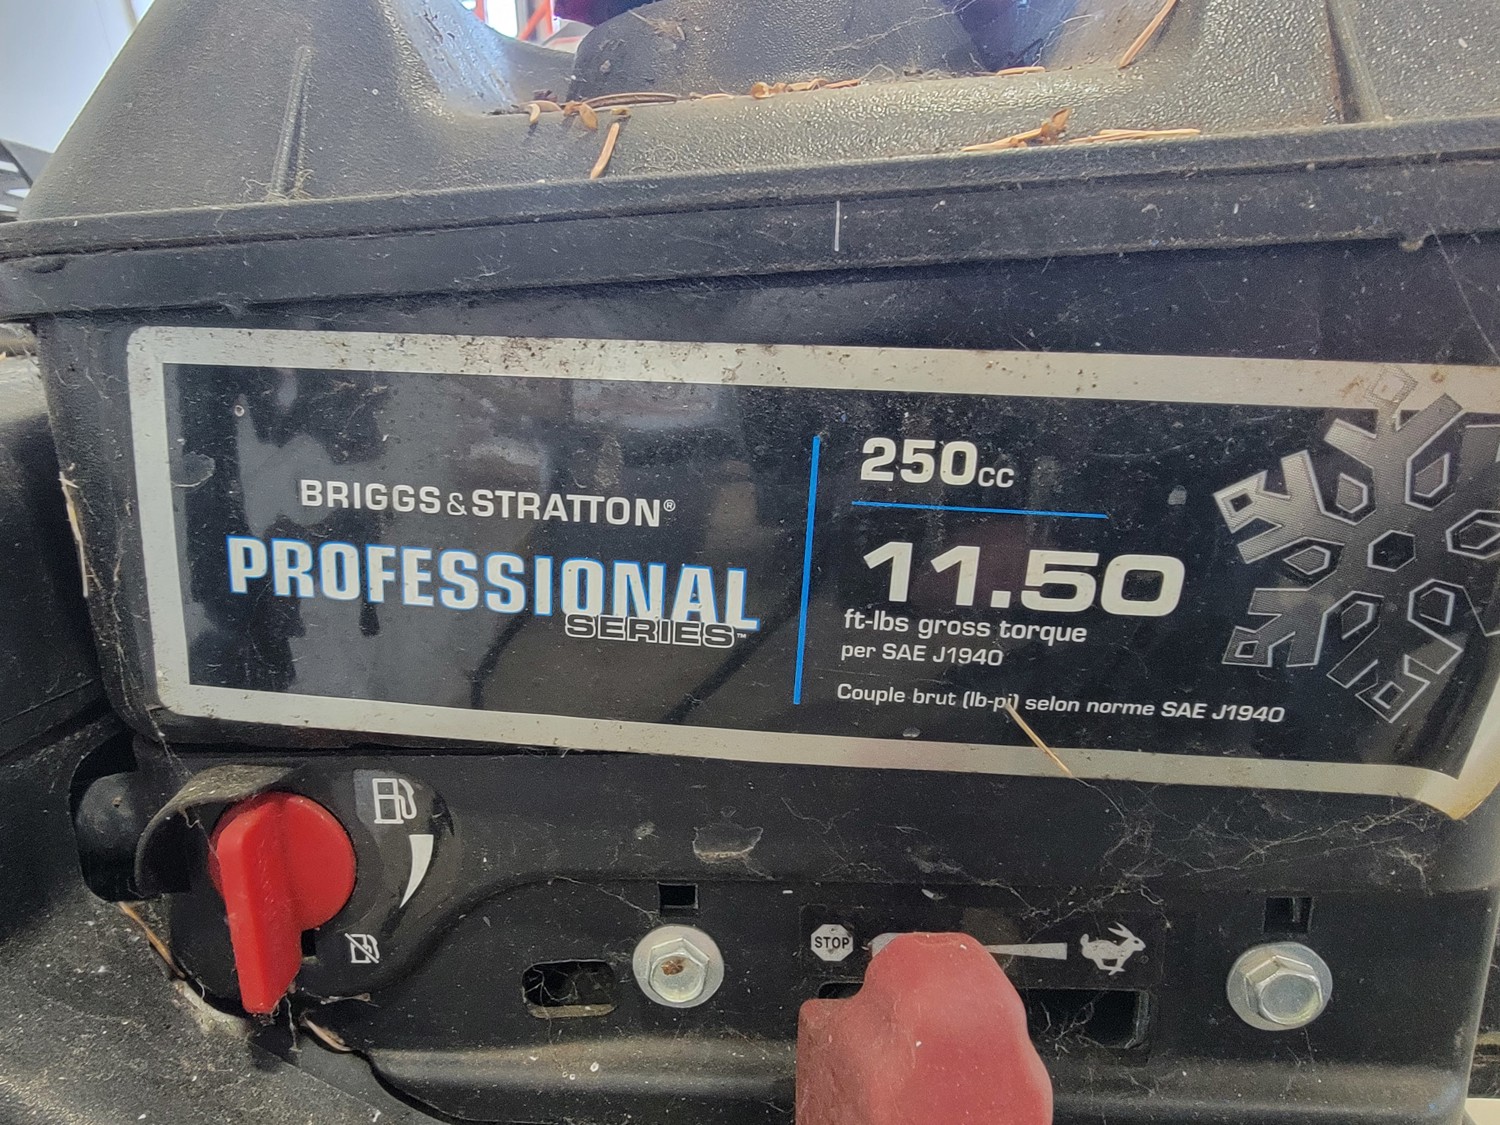 BRIGGS&STRATTON®
PROFESSIONAL
SERIES™
250cc
11.50
ft-lbs gross torque
per SAE J1940
Couple brut (lb-pi) selon norme SAE J1940
STOP